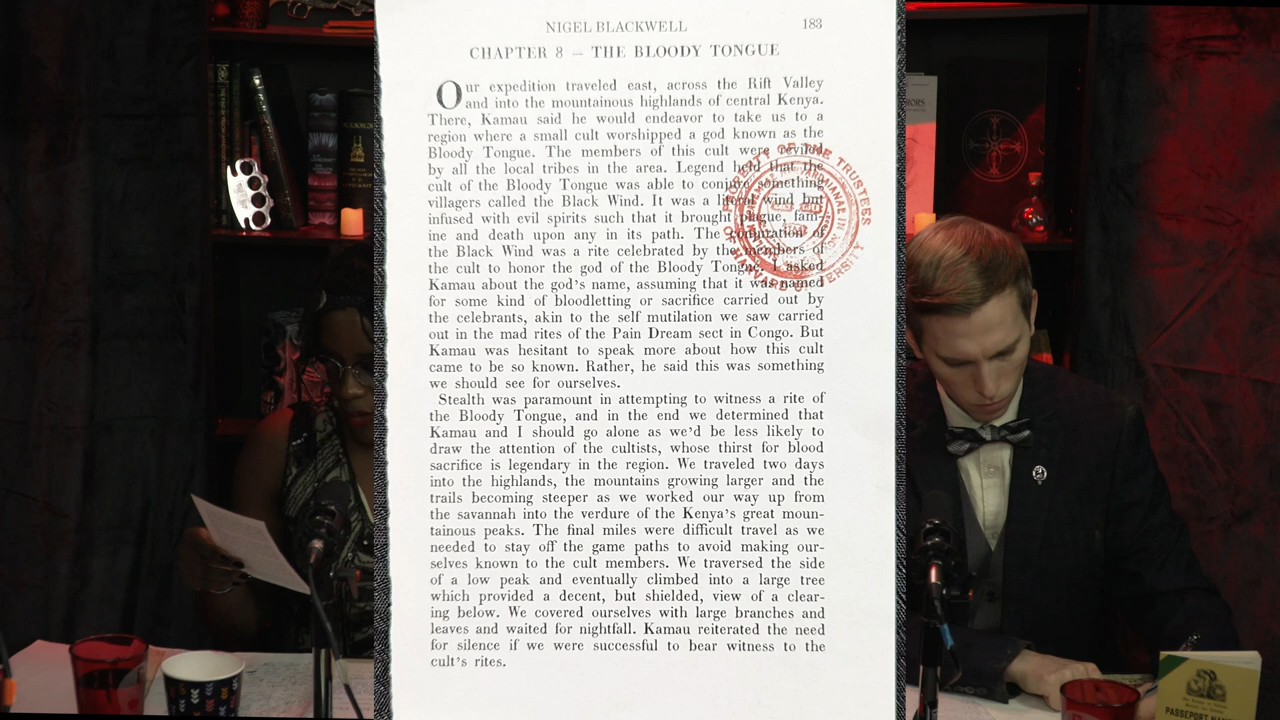 NIGEL BLACKWELL
183
CHAPTER 8 — THE BLOODY TONGUE
Our expedition traveled east, across the Rift Valley
and into the mountainous highlands of central Kenya.
There, Kamau said he would endeavor to take us to a
region where a small cult worshipped a god known as the
Bloody Tongue. The members of this cult were reviled
by all the local tribes in the area. Legend held that the
cult of the Bloody Tongue was able to conjure something
villagers called the Black Wind. It was a literal wind but
infused with evil spirits such that it brought plague, fam-
ine and death upon any in its path. The conjuration of
the Black Wind was a rite celebrated by the members of
the cult to honor the god of the Bloody Tongue. I asked
Kamau about the god's name, assuming that it was named
for some kind of bloodletting or sacrifice carried out by
the celebrants, akin to the self mutilation we saw carried
out in the mad rites of the Pain Dream sect in Congo. But
Kamau was hesitant to speak more about how this cult
came to be so known. Rather, he said this was something
we should see for ourselves.
Stealth was paramount in attempting to witness a rite of
the Bloody Tongue, and in the end we determined that
Kamau and I should go alone as we'd be less likely to
draw the attention of the cultists, whose thirst for blood
sacrifice is legendary in the region. We traveled two days
into the highlands, the mountains growing larger and the
trails becoming steeper as we worked our way up from
the savannah into the verdure of the Kenya's great moun-
tainous peaks. The final miles were difficult travel as we
needed to stay off the game paths to avoid making our-
selves known to the cult members. We traversed the side
of a low peak and eventually climbed into a large tree
which provided a decent, but shielded, view of a clear-
ing below. We covered ourselves with large branches and
leaves and waited for nightfall. Kamau reiterated the need
for silence if we were successful to bear witness to the
cult's rites.
OF THE TRUSTEES
OF HARVARD UNIVERSITY
PASSEPORT